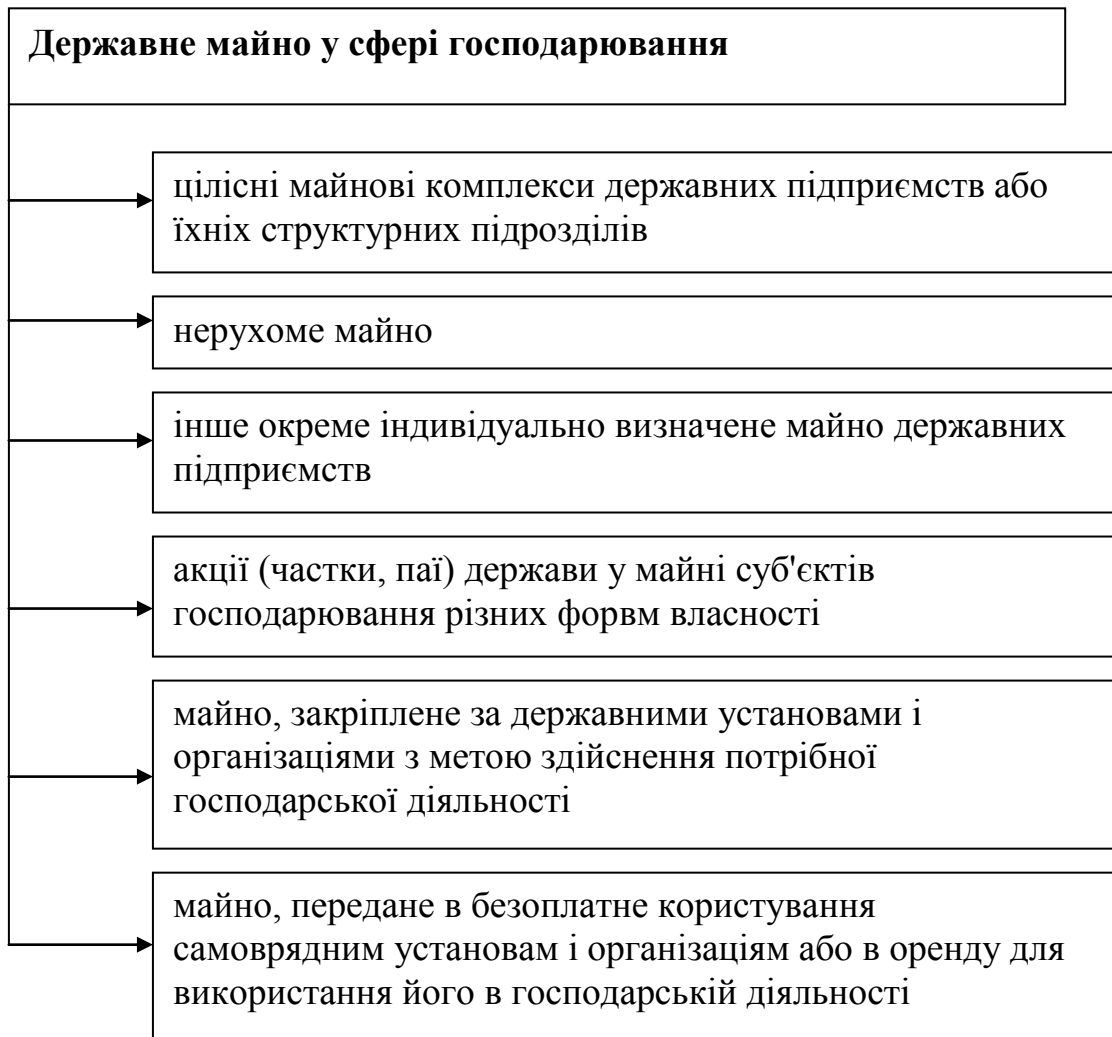 Державне майно у сфері господарювання
цілісні майнові комплекси державних підприємств або
їхніх структурних підрозділів
нерухоме майно
інше окреме індивідуально визначене майно державних
підприємств
акції (частки, паї) держави у майні суб'єктів
господарювання різних форвм власності
майно, закріплене за державними установами і
організаціями з метою здійснення потрібної
господарської діяльності
майно, передане в безоплатне користування
самоврядним установам і організаціям або в оренду для
використання його в господарській діяльності